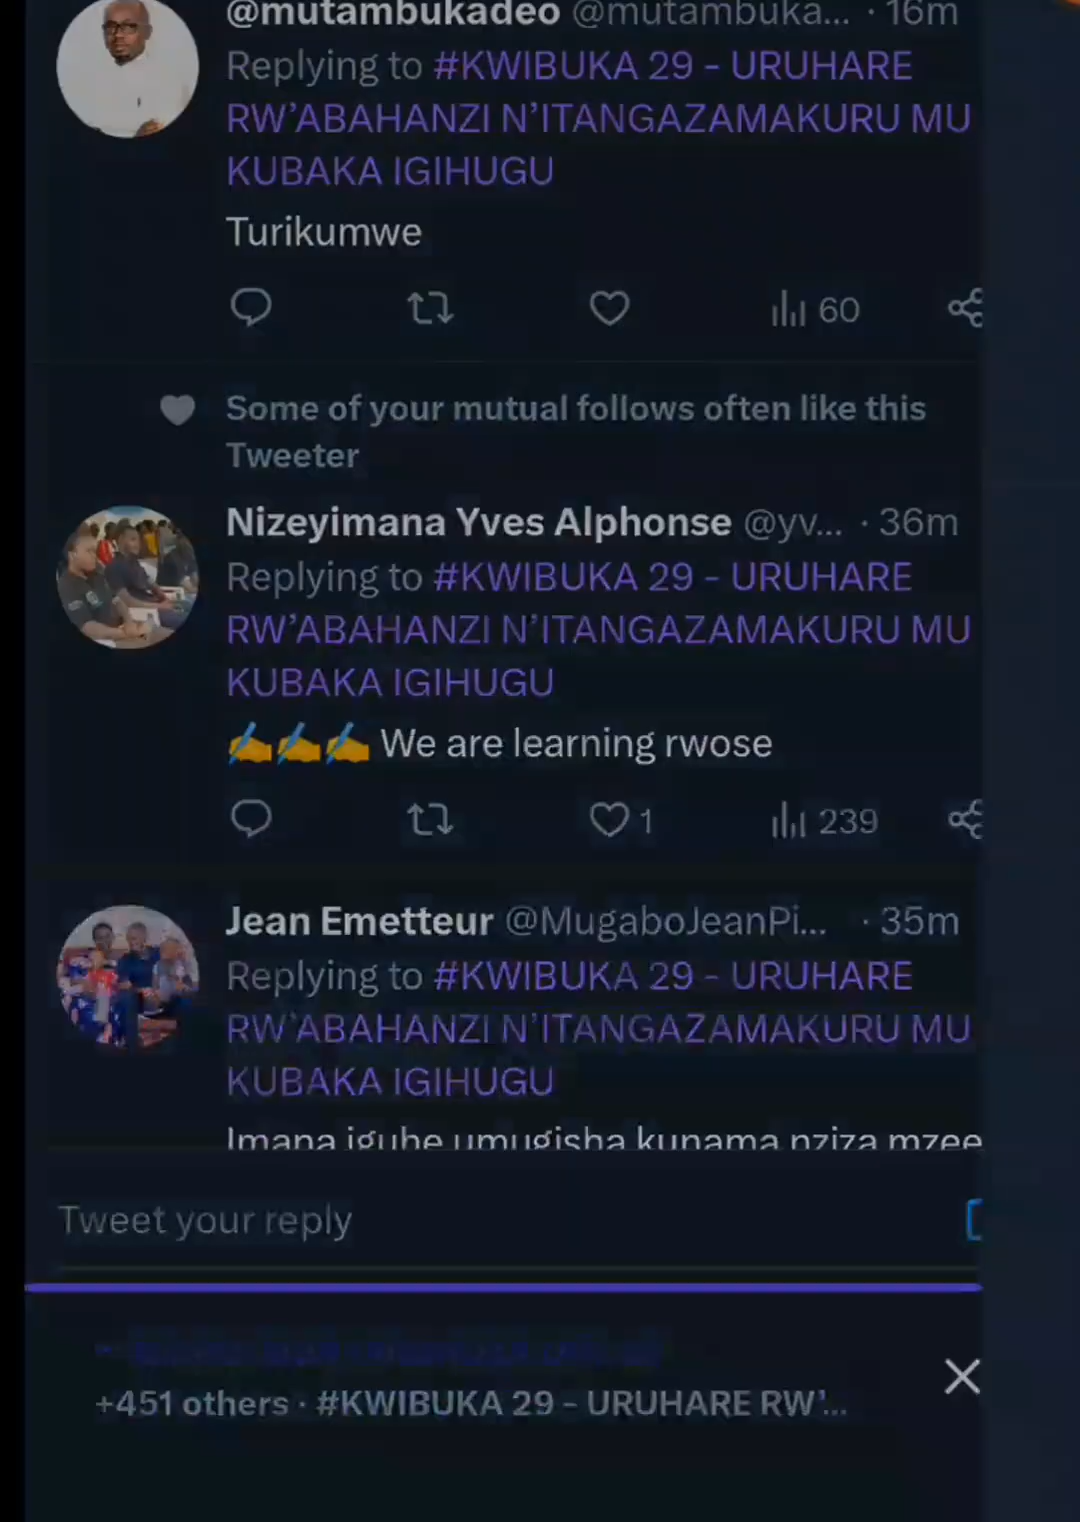 @mutambukadeo @mutambuka... · 16m
Replying to #KWIBUKA 29 - URUHARE
RW'ABAHANZI N'ITANGAZAMAKURU MU
KUBAKA IGIHUGU
Turikumwe
60
Some of your mutual follows often like this
Tweeter
Nizeyimana Yves Alphonse @yv... · 36m
Replying to #KWIBUKA 29 - URUHARE
RW'ABAHANZI N'ITANGAZAMAKURU MU
KUBAKA IGIHUGU
✍️✍️✍️ We are learning rwose
1 239
Jean Emetteur @MugaboJeanPi... · 35m
Replying to #KWIBUKA 29 - URUHARE
RW'ABAHANZI N'ITANGAZAMAKURU MU
KUBAKA IGIHUGU
Imana iguhe umugisha kunama nziza mzee
Tweet your reply
+451 others · #KWIBUKA 29 - URUHARE RW'...